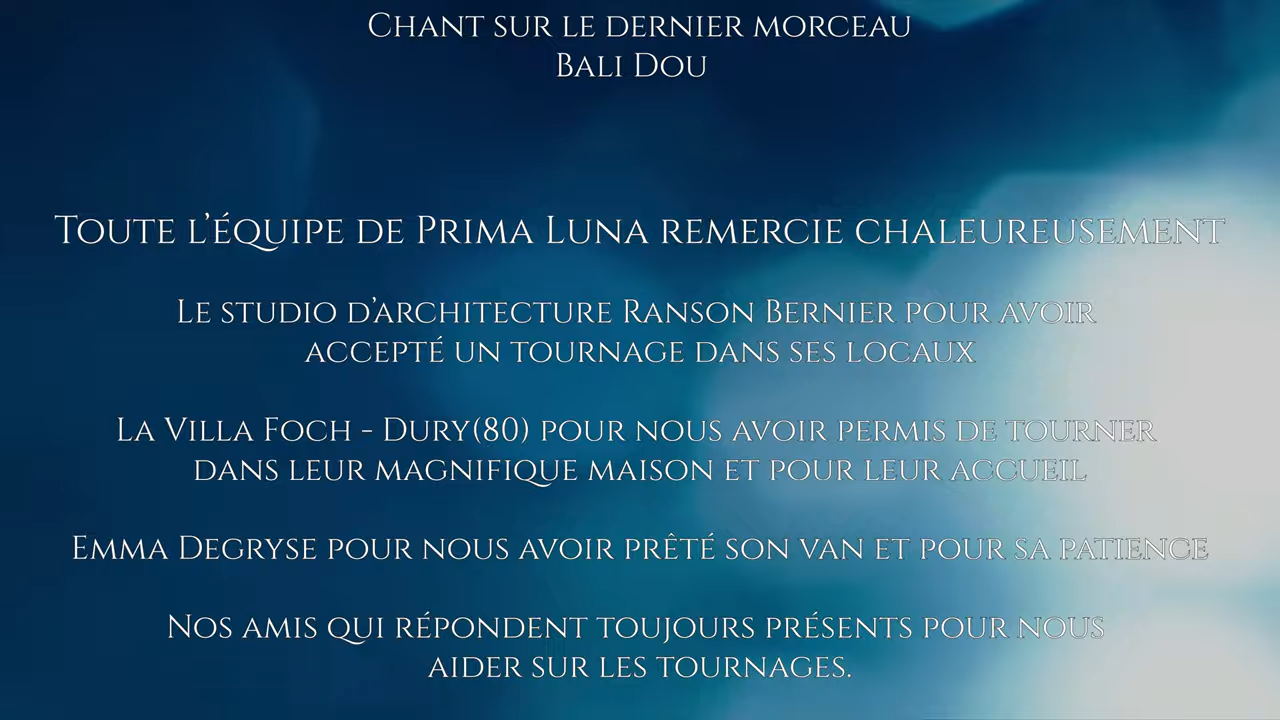 Chant sur le dernier morceau
Bali Dou
Toute l’équipe de Prima Luna remercie chaleureusement
Le studio d’architecture Ranson Bernier pour avoir
accepté un tournage dans ses locaux
La Villa Foch - Dury(80) pour nous avoir permis de tourner
dans leur magnifique maison et pour leur accueil
Emma Degryse pour nous avoir prêté son van et pour sa patience
Nos amis qui répondent toujours présents pour nous
aider sur les tournages.